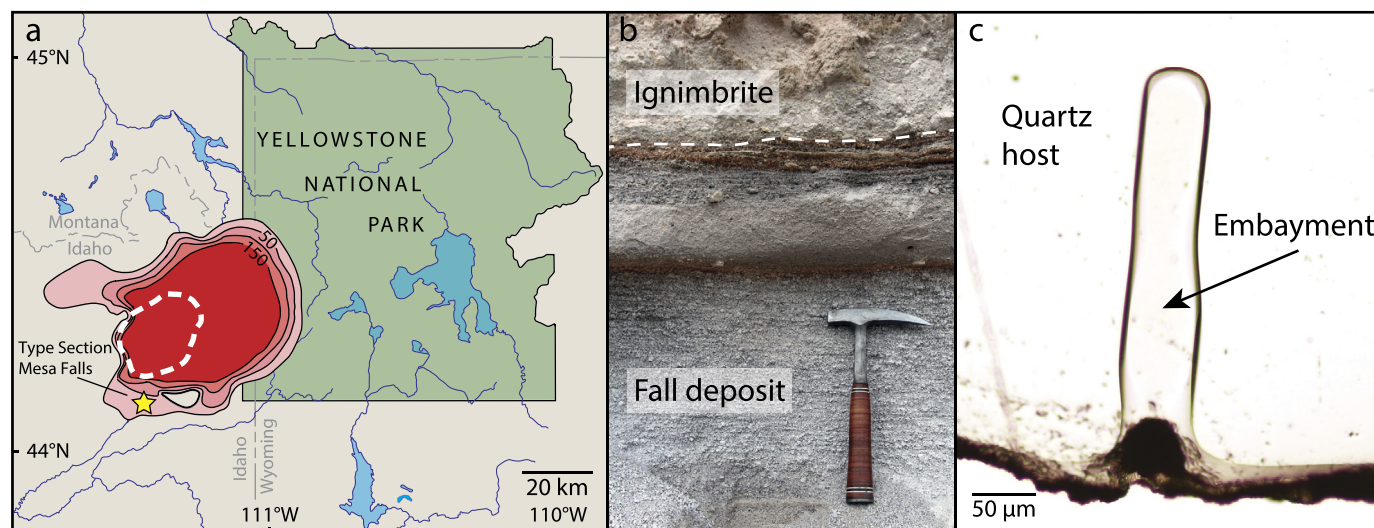 a
45°N
YELLOWSTONE
NATIONAL
PARK
Montana
Idaho
50
150
Type Section
Mesa Falls
44°N
Idaho
Wyoming
111°W
20 km
110°W
b
Ignimbrite
Fall deposit
c
Quartz
host
Embayment
50 µm